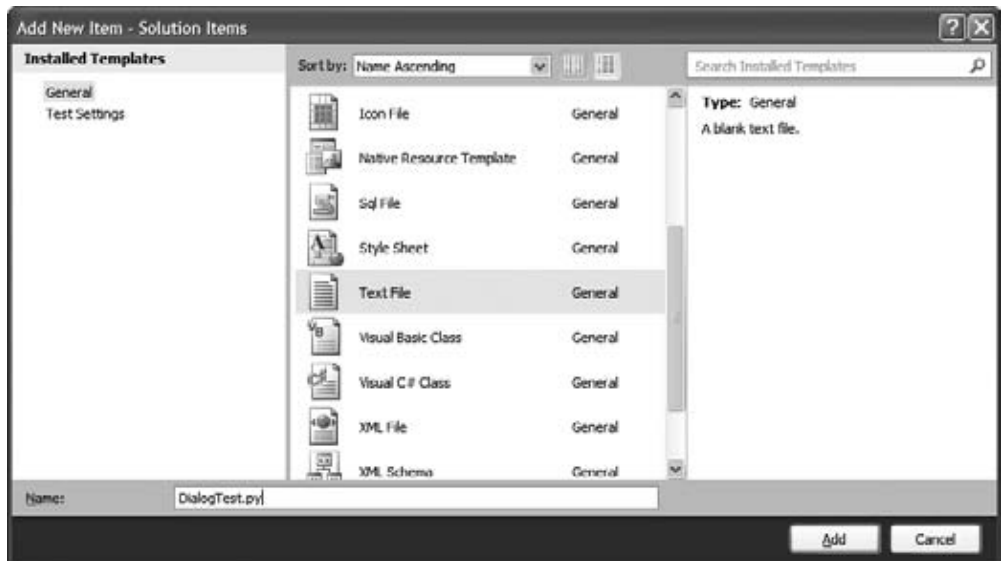 Add New Item - Solution Items
Installed Templates
General
Test Settings
Sort by: Name Ascending
Search Installed Templates
Icon File General
Native Resource Template General
Sql File General
Style Sheet General
Text File General
Visual Basic Class General
Visual C# Class General
XML File General
XML Schema General
Type: General
A blank text file.
Name: DialogTest.py
Add Cancel